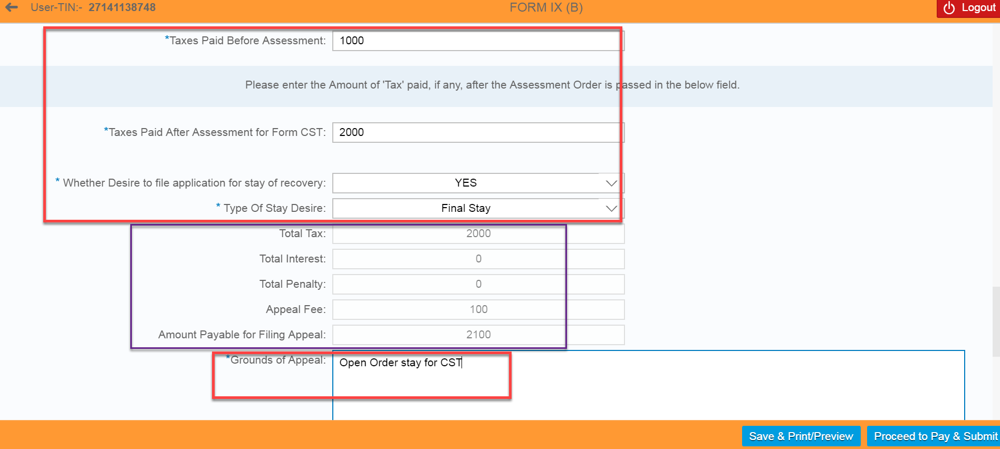 User-TIN:- 27141138748 FORM IX (B) Logout
*Taxes Paid Before Assessment: 1000
Please enter the Amount of 'Tax' paid, if any, after the Assessment Order is passed in the below field.
*Taxes Paid After Assessment for Form CST: 2000
* Whether Desire to file application for stay of recovery: YES
* Type Of Stay Desire: Final Stay
Total Tax: 2000
Total Interest: 0
Total Penalty: 0
Appeal Fee: 100
Amount Payable for Filing Appeal: 2100
*Grounds of Appeal: Open Order stay for CST
Save & Print/Preview Proceed to Pay & Submit